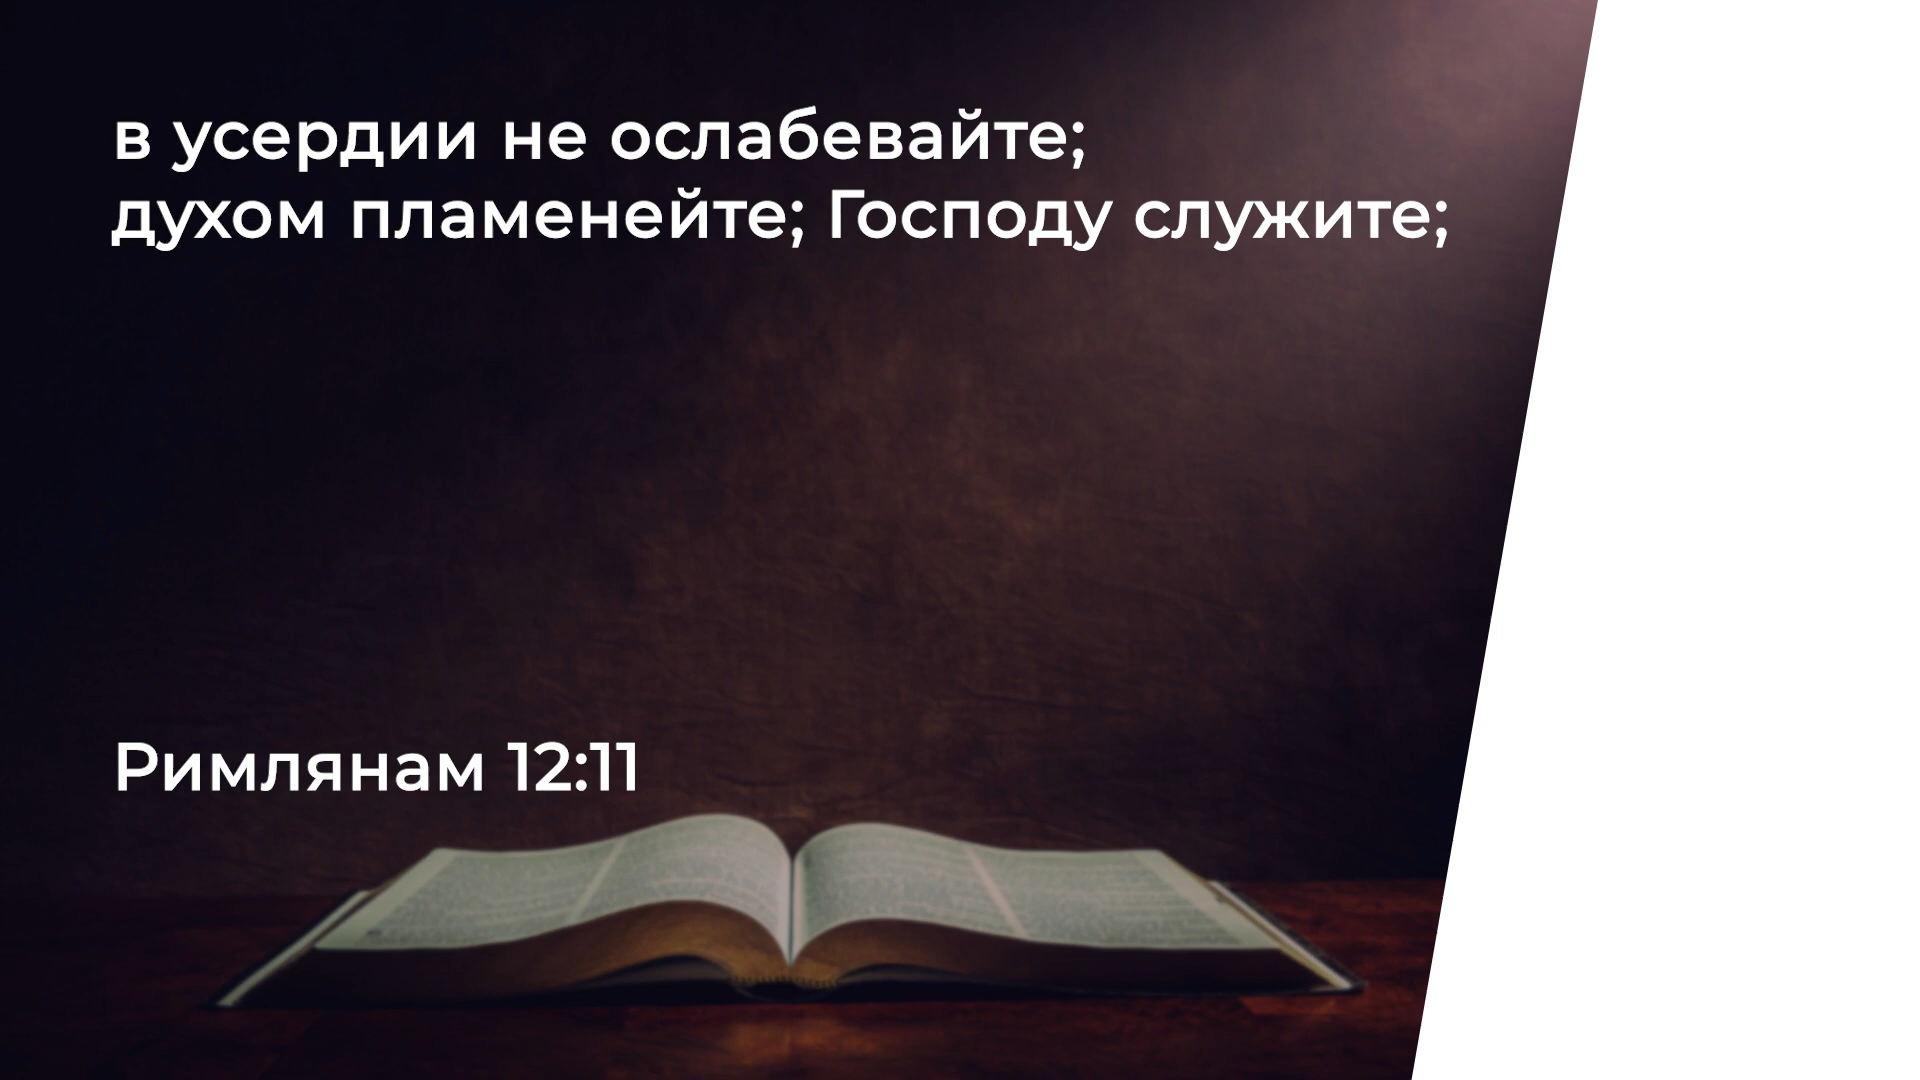 в усердии не ослабевайте;
духом пламенейте; Господу служите;
Римлянам 12:11